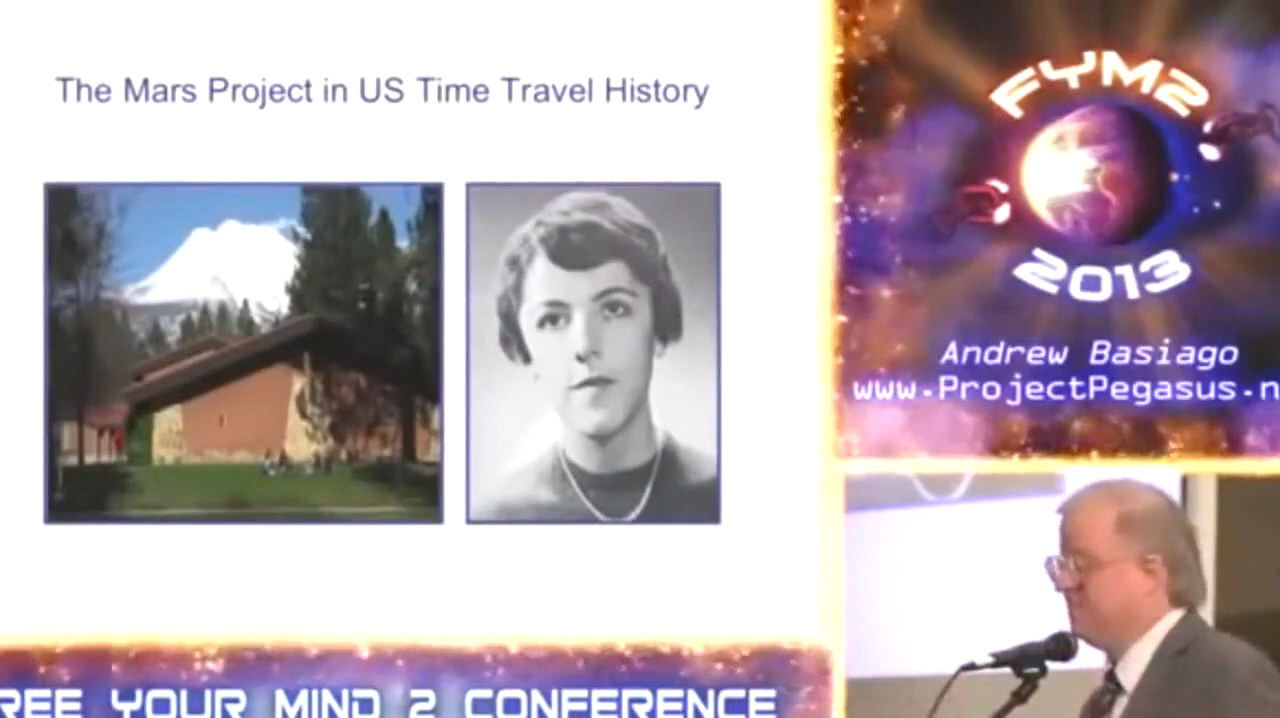 The Mars Project in US Time Travel History
FYM2
2013
Andrew Basiago
www.ProjectPegasus.n
REE YOUR MIND 2 CONFERENCE